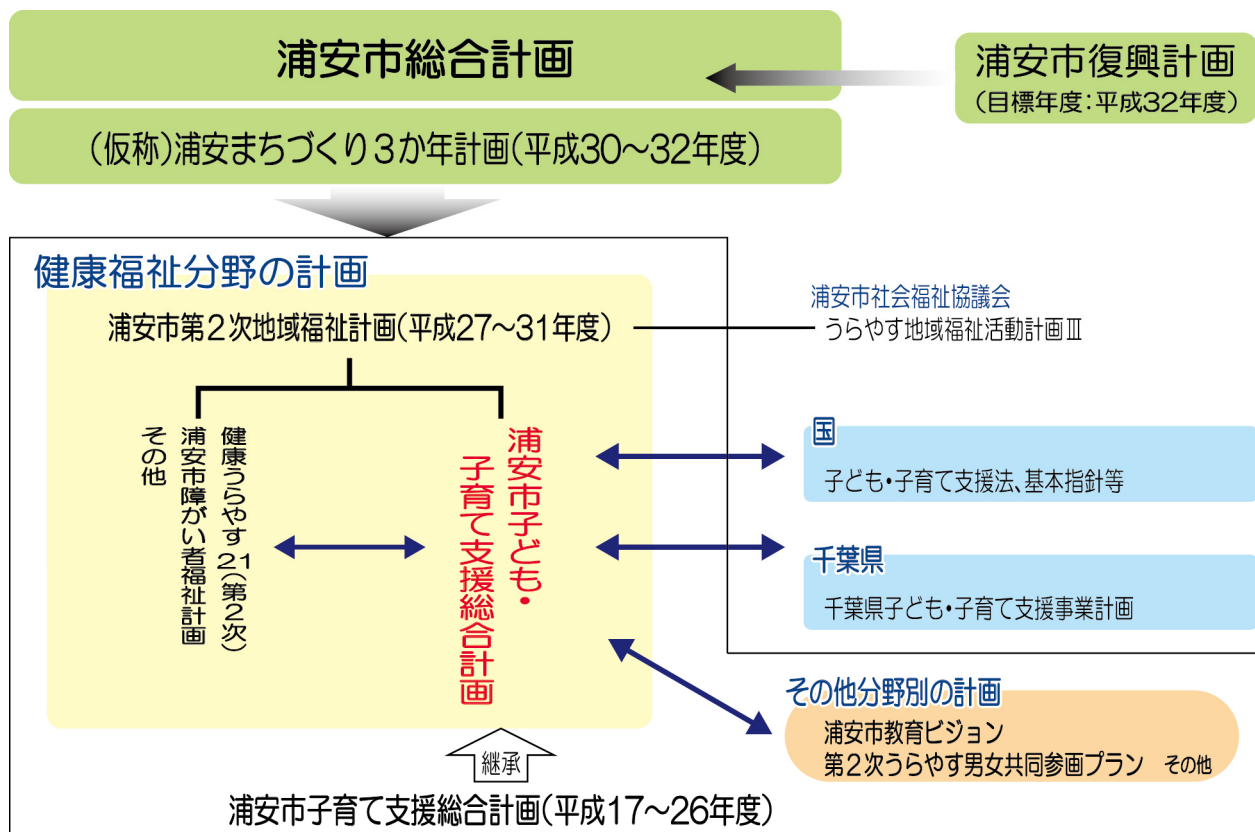 浦安市総合計画
浦安市復興計画
(目標年度:平成32年度)
(仮称)浦安まちづくり3か年計画(平成30～32年度)
健康福祉分野の計画
浦安市第2次地域福祉計画(平成27～31年度)
浦安市社会福祉協議会
うらやす地域福祉活動計画Ⅲ
浦安市子ども・
子育て支援総合計画
健康うらやす21(第2次)
浦安市障がい者福祉計画
その他
国
子ども・子育て支援法、基本指針等
千葉県
千葉県子ども・子育て支援事業計画
その他分野別の計画
浦安市教育ビジョン
第2次うらやす男女共同参画プラン その他
継承
浦安市子育て支援総合計画(平成17～26年度)